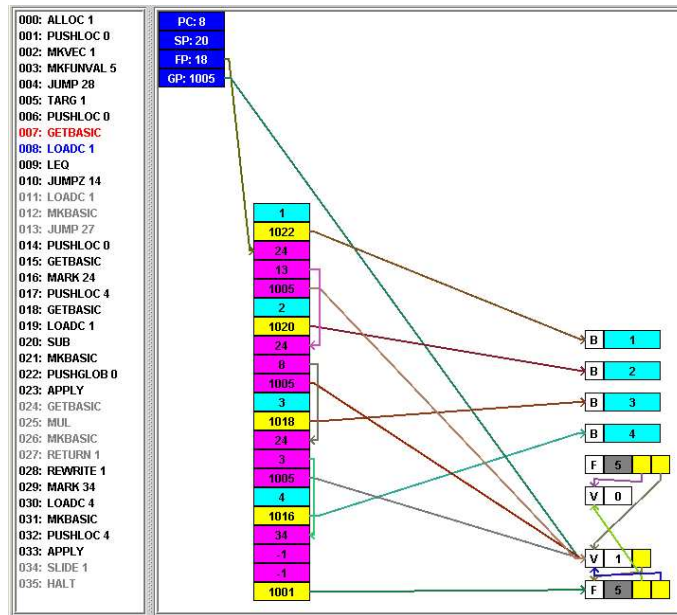 000: ALLOC 1
001: PUSHLOC 0
002: MKVEC 1
003: MKFUNVAL 5
004: JUMP 28
005: TARG 1
006: PUSHLOC 0
007: GETBASIC
008: LOADC 1
009: LEQ
010: JUMPZ 14
011: LOADC 1
012: MKBASIC
013: JUMP 27
014: PUSHLOC 0
015: GETBASIC
016: MARK 24
017: PUSHLOC 4
018: GETBASIC
019: LOADC 1
020: SUB
021: MKBASIC
022: PUSHGLOB 0
023: APPLY
024: GETBASIC
025: MUL
026: MKBASIC
027: RETURN 1
028: REWRITE 1
029: MARK 34
030: LOADC 4
031: MKBASIC
032: PUSHLOC 4
033: APPLY
034: SLIDE 1
035: HALT
PC: 8
SP: 20
FP: 18
GP: 1005
1
1022
24
13
1005
2
1020
24
8
1005
3
1018
24
3
1005
4
1016
34
-1
-1
1001
B 1
B 2
B 3
B 4
F 5
V 0
V 1
F 5